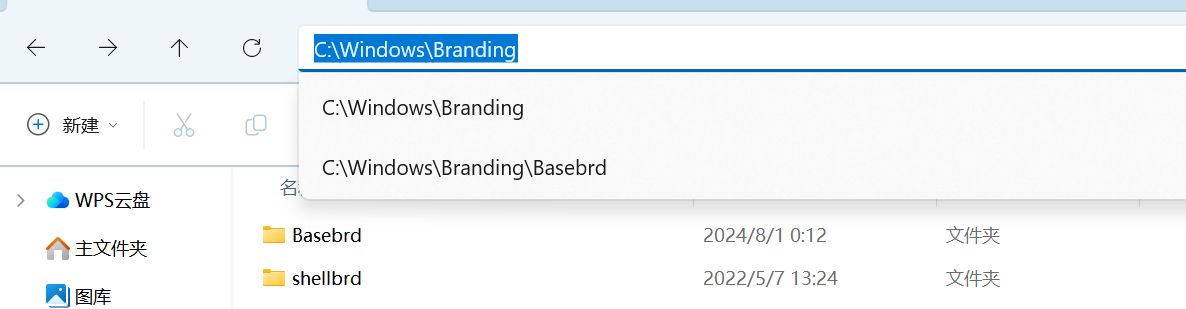 C:\Windows\Branding
C:\Windows\Branding
新建
C:\Windows\Branding\Basebrd
WPS云盘
名
Basebrd 2024/8/1 0:12 文件夹
主文件夹
shellbrd 2022/5/7 13:24 文件夹
图库